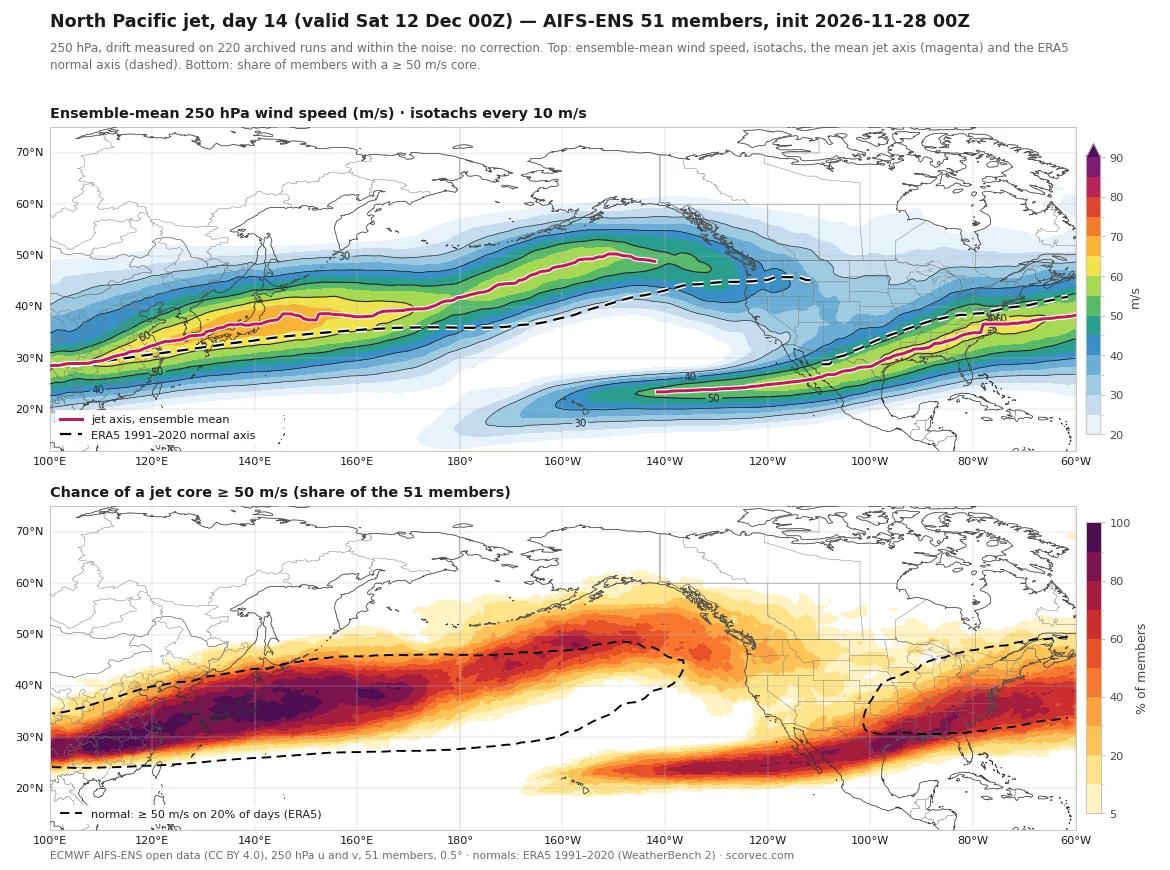 North Pacific jet, day 14 (valid Sat 12 Dec 00Z) — AIFS-ENS 51 members, init 2026-11-28 00Z
250 hPa, drift measured on 220 archived runs and within the noise: no correction. Top: ensemble-mean wind speed, isotachs, the mean jet axis (magenta) and the ERA5
normal axis (dashed). Bottom: share of members with a ≥ 50 m/s core.
Ensemble-mean 250 hPa wind speed (m/s) · isotachs every 10 m/s
70°N
60°N
50°N
40°N
30°N
20°N
30
60
50
40
40
50
30
60
jet axis, ensemble mean
ERA5 1991–2020 normal axis
100°E 120°E 140°E 160°E 180° 160°W 140°W 120°W 100°W 80°W 60°W
90
80
70
60
50
40
30
20
m/s
Chance of a jet core ≥ 50 m/s (share of the 51 members)
70°N
60°N
50°N
40°N
30°N
20°N
normal: ≥ 50 m/s on 20% of days (ERA5)
100°E 120°E 140°E 160°E 180° 160°W 140°W 120°W 100°W 80°W 60°W
100
80
60
40
20
5
% of members
ECMWF AIFS-ENS open data (CC BY 4.0), 250 hPa u and v, 51 members, 0.5° · normals: ERA5 1991–2020 (WeatherBench 2) · scorvec.com